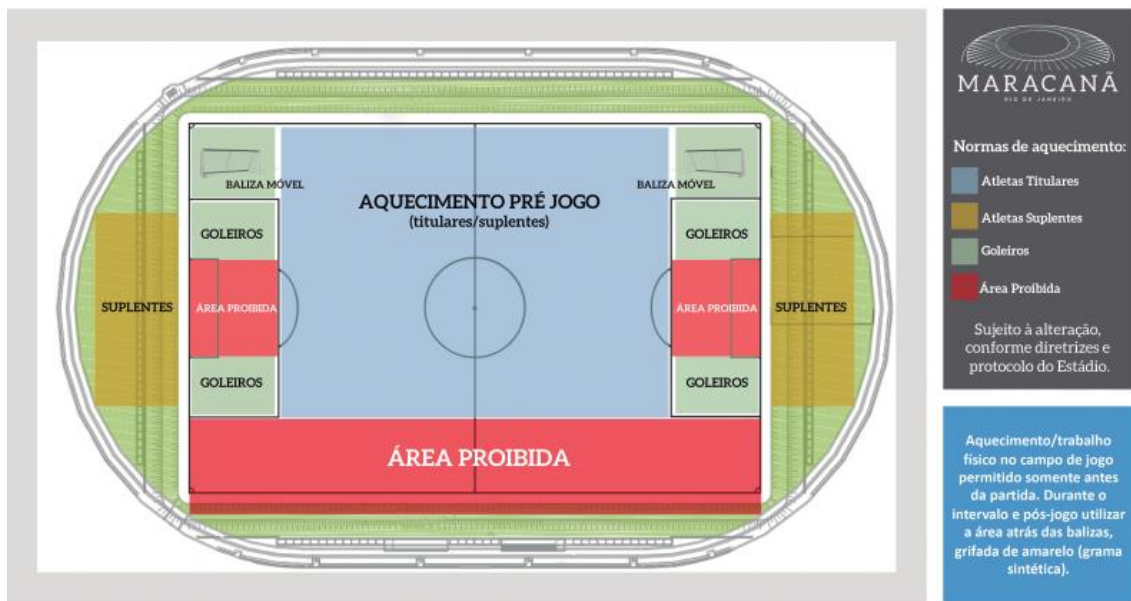 BALIZA MÓVEL
BALIZA MÓVEL
AQUECIMENTO PRÉ JOGO
(titulares/suplentes)
GOLEIROS
GOLEIROS
SUPLENTES
ÁREA PROIBIDA
ÁREA PROIBIDA
SUPLENTES
GOLEIROS
GOLEIROS
ÁREA PROIBIDA
MARACANÃ
RIO DE JANEIRO
Normas de aquecimento:
Atletas Titulares
Atletas Suplentes
Goleiros
Área Proibida
Sujeito à alteração,
conforme diretrizes e
protocolo do Estádio.
Aquecimento/trabalho
físico no campo de jogo
permitido somente antes
da partida. Durante o
intervalo e pós-jogo utilizar
a área atrás das balizas,
grifada de amarelo (grama
sintética).